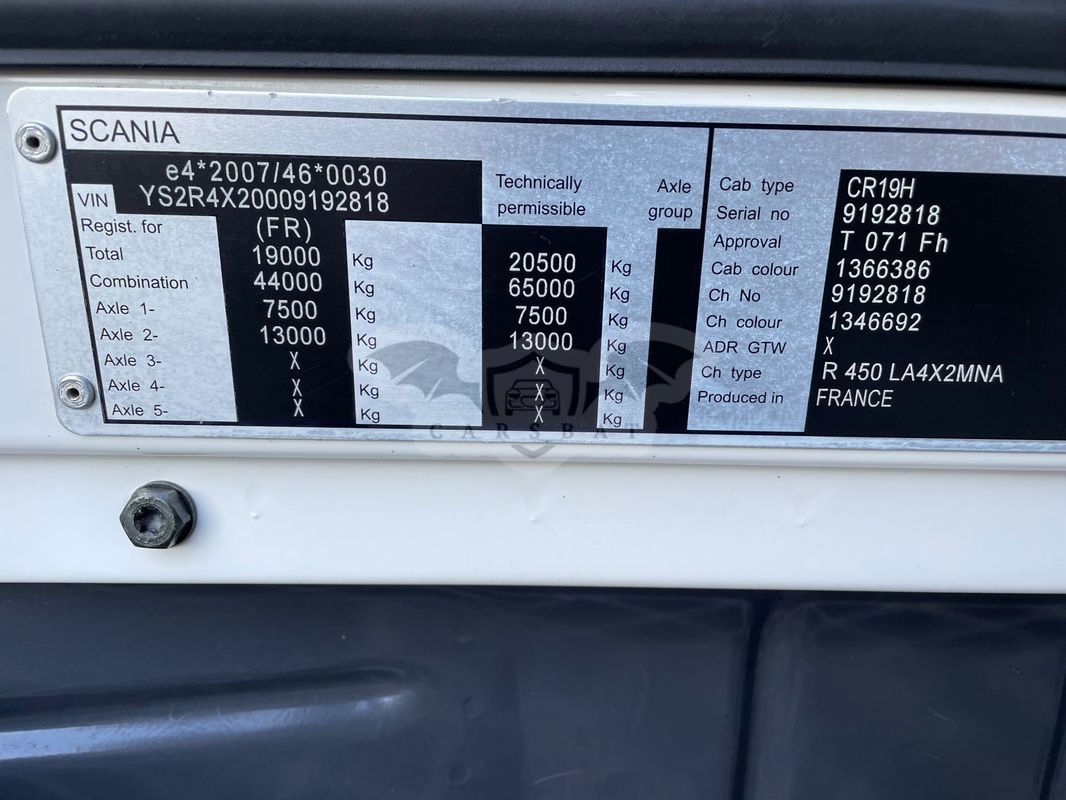 SCANIA
e4*2007/46*0030
VIN YS2R4X20009192818
Technically permissible
Axle group
Regist. for (FR)
Total 19000 Kg 20500 Kg
Combination 44000 Kg 65000 Kg
Axle 1- 7500 Kg 7500 Kg
Axle 2- 13000 Kg 13000 Kg
Axle 3- X Kg X Kg
Axle 4- X Kg X Kg
Axle 5- X Kg X Kg
Cab type CR19H
Serial no 9192818
Approval T 071 Fh
Cab colour 1366386
Ch No 9192818
Ch colour 1346692
ADR GTW X
Ch type R 450 LA4X2MNA
Produced in FRANCE
CARSBAT